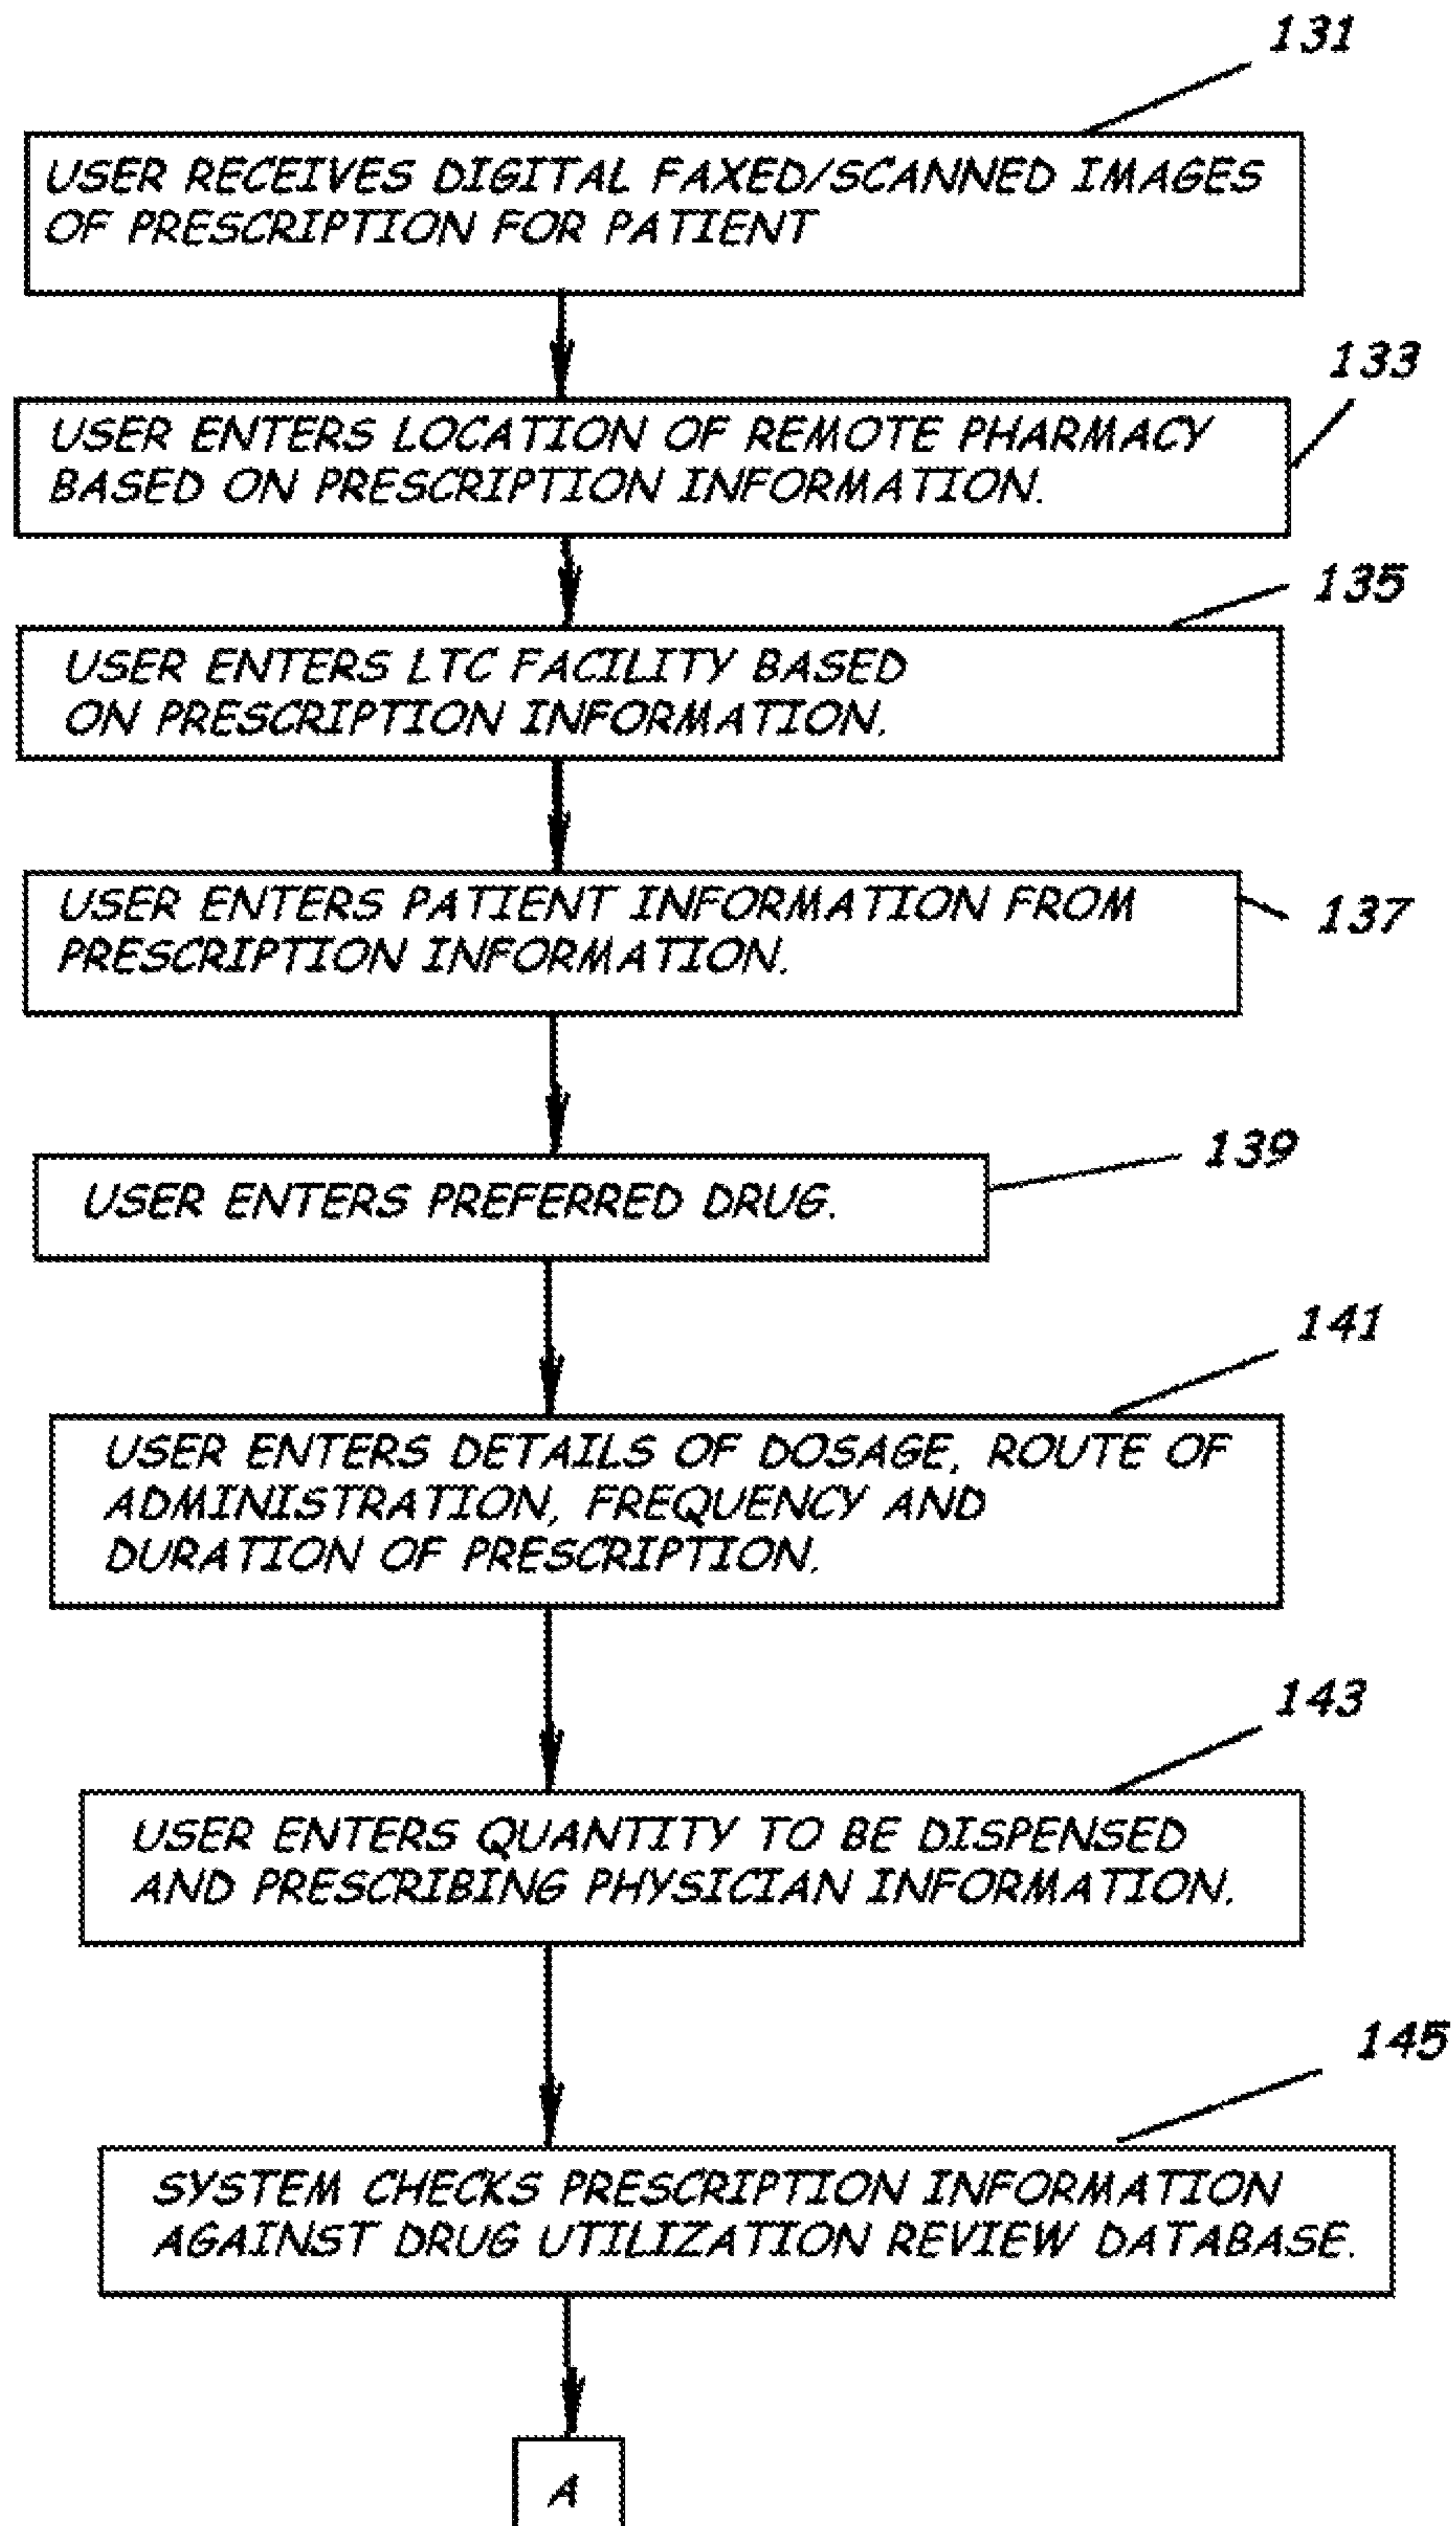 131
USER RECEIVES DIGITAL FAXED/SCANNED IMAGES
OF PRESCRIPTION FOR PATIENT
133
USER ENTERS LOCATION OF REMOTE PHARMACY
BASED ON PRESCRIPTION INFORMATION.
135
USER ENTERS LTC FACILITY BASED
ON PRESCRIPTION INFORMATION.
USER ENTERS PATIENT INFORMATION FROM
PRESCRIPTION INFORMATION.
137
139
USER ENTERS PREFERRED DRUG.
141
USER ENTERS DETAILS OF DOSAGE, ROUTE OF
ADMINISTRATION, FREQUENCY AND
DURATION OF PRESCRIPTION.
143
USER ENTERS QUANTITY TO BE DISPENSED
AND PRESCRIBING PHYSICIAN INFORMATION.
145
SYSTEM CHECKS PRESCRIPTION INFORMATION
AGAINST DRUG UTILIZATION REVIEW DATABASE.
A